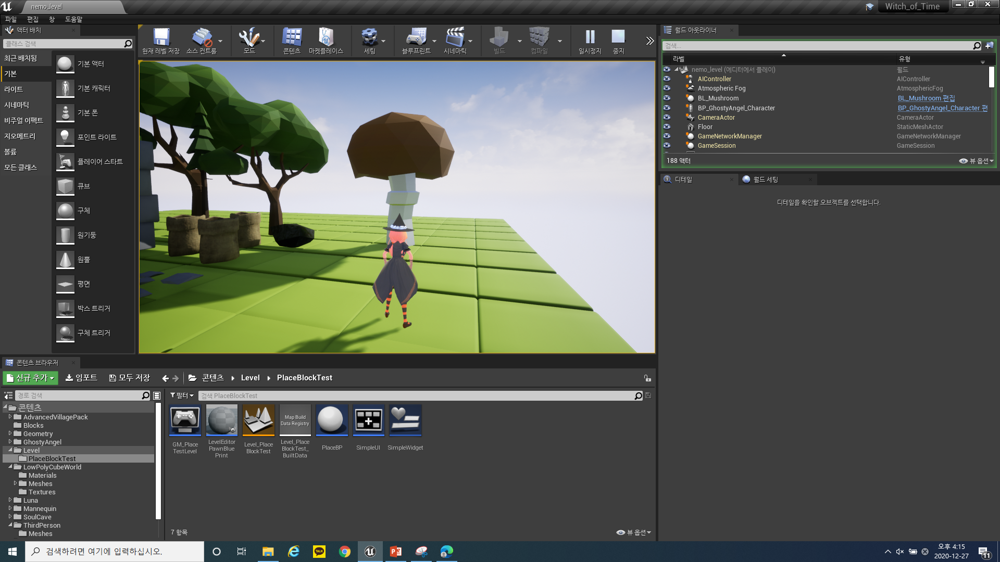 nemo_level
Witch_of_Time
파일
편집
창
도움말
액터 배치
클래스 검색
최근 배치됨
기본
라이트
시네마틱
비주얼 이펙트
지오메트리
볼륨
모든 클래스
기본 액터
기본 캐릭터
기본 폰
포인트 라이트
플레이어 스타트
큐브
구체
원기둥
원뿔
평면
박스 트리거
구체 트리거
현재 레벨 저장
소스 컨트롤
모드
콘텐츠
마켓플레이스
세팅
블루프린트
시네마틱
빌드
컴파일
일시정지
중지
월드 아웃라이너
검색...
라벨
유형
nemo_level (에디터에서 플레이)
월드
AIController
AIController
Atmospheric Fog
AtmosphericFog
BL_Mushroom
BL_Mushroom 편집
BP_GhostyAngel_Character
BP_GhostyAngel_Character 편
CameraActor
CameraActor
Floor
StaticMeshActor
GameNetworkManager
GameNetworkManager
GameSession
GameSession
188 액터
뷰 옵션
디테일
월드 세팅
디테일을 확인할 오브젝트를 선택합니다.
콘텐츠 브라우저
신규 추가
임포트
모두 저장
콘텐츠
Level
PlaceBlockTest
경로 검색
필터
검색 PlaceBlockTest
콘텐츠
AdvancedVillagePack
Blocks
Geometry
GhostyAngel
Level
PlaceBlockTest
LowPolyCubeWorld
Materials
Meshes
Textures
Luna
Mannequin
SoulCave
ThirdPerson
Meshes
GM_Place
TestLevel
LevelEditor
PawnBlue
Print
Level_Place
BlockTest
Map Build
Data Registry
Level_Place
BlockTest_
BuiltData
PlaceBP
SimpleUI
SimpleWidget
7 항목
뷰 옵션
검색하려면 여기에 입력하십시오.
TALK
오후 4:15
2020-12-27
11